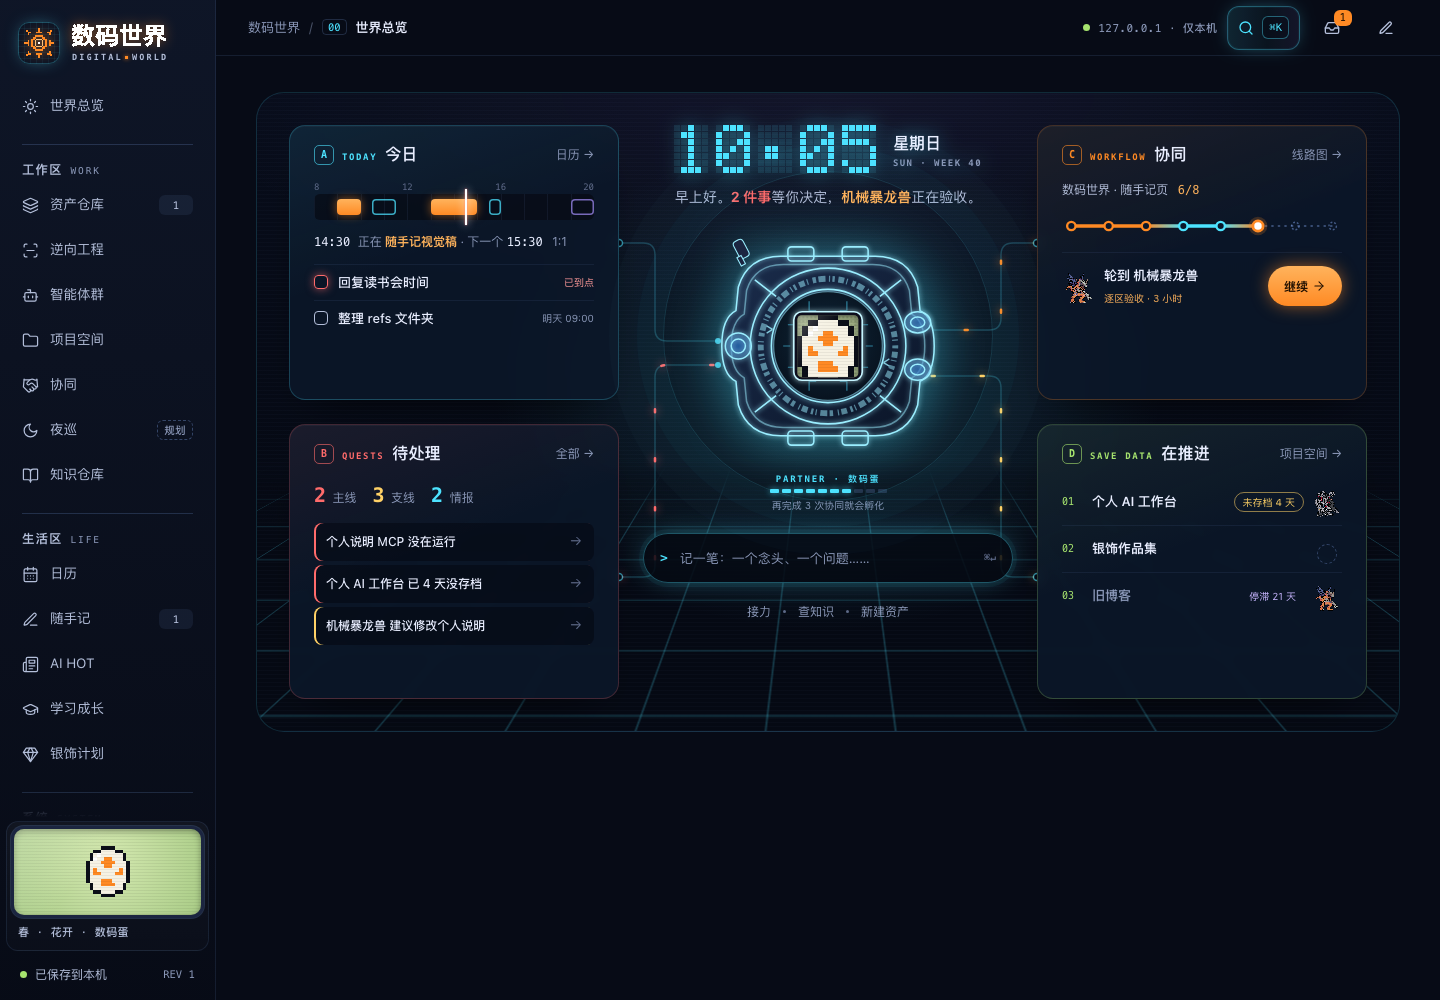 数码世界
DIGITAL WORLD
世界总览
工作区 WORK
资产仓库 1
逆向工程
智能体群
项目空间
协同
夜巡 规划
知识仓库
生活区 LIFE
日历
随手记 1
AI HOT
学习成长
银饰计划
春 · 花开 · 数码蛋
已保存到本机 REV 1
数码世界 / 00 世界总览
127.0.0.1 · 仅本机
⌘K
1
A TODAY 今日 日历 →
8 12 16 20
14:30 正在 随手记视觉稿 · 下一个 15:30 1:1
回复读书会时间 已到点
整理 refs 文件夹 明天 09:00
B QUESTS 待处理 全部 →
2 主线 3 支线 2 情报
个人说明 MCP 没在运行 →
个人 AI 工作台 已 4 天没存档 →
机械暴龙兽 建议修改个人说明 →
10:05 星期日
SUN · WEEK 40
早上好。2 件事等你决定，机械暴龙兽正在验收。
PARTNER · 数码蛋
再完成 3 次协同就会孵化
> 记一笔：一个念头、一个问题…… ⌘↵
接力 • 查知识 • 新建资产
C WORKFLOW 协同 线路图 →
数码世界 · 随手记页 6/8
轮到 机械暴龙兽
逐区验收 · 3 小时
继续 →
D SAVE DATA 在推进 项目空间 →
01 个人 AI 工作台 未存档 4 天
02 银饰作品集
03 旧博客 停滞 21 天